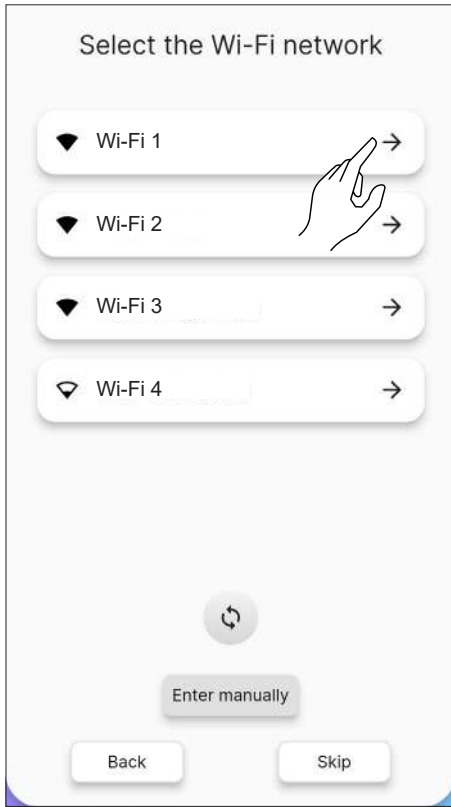 Select the Wi-Fi network
Wi-Fi 1
Wi-Fi 2
Wi-Fi 3
Wi-Fi 4
Enter manually
Back Skip